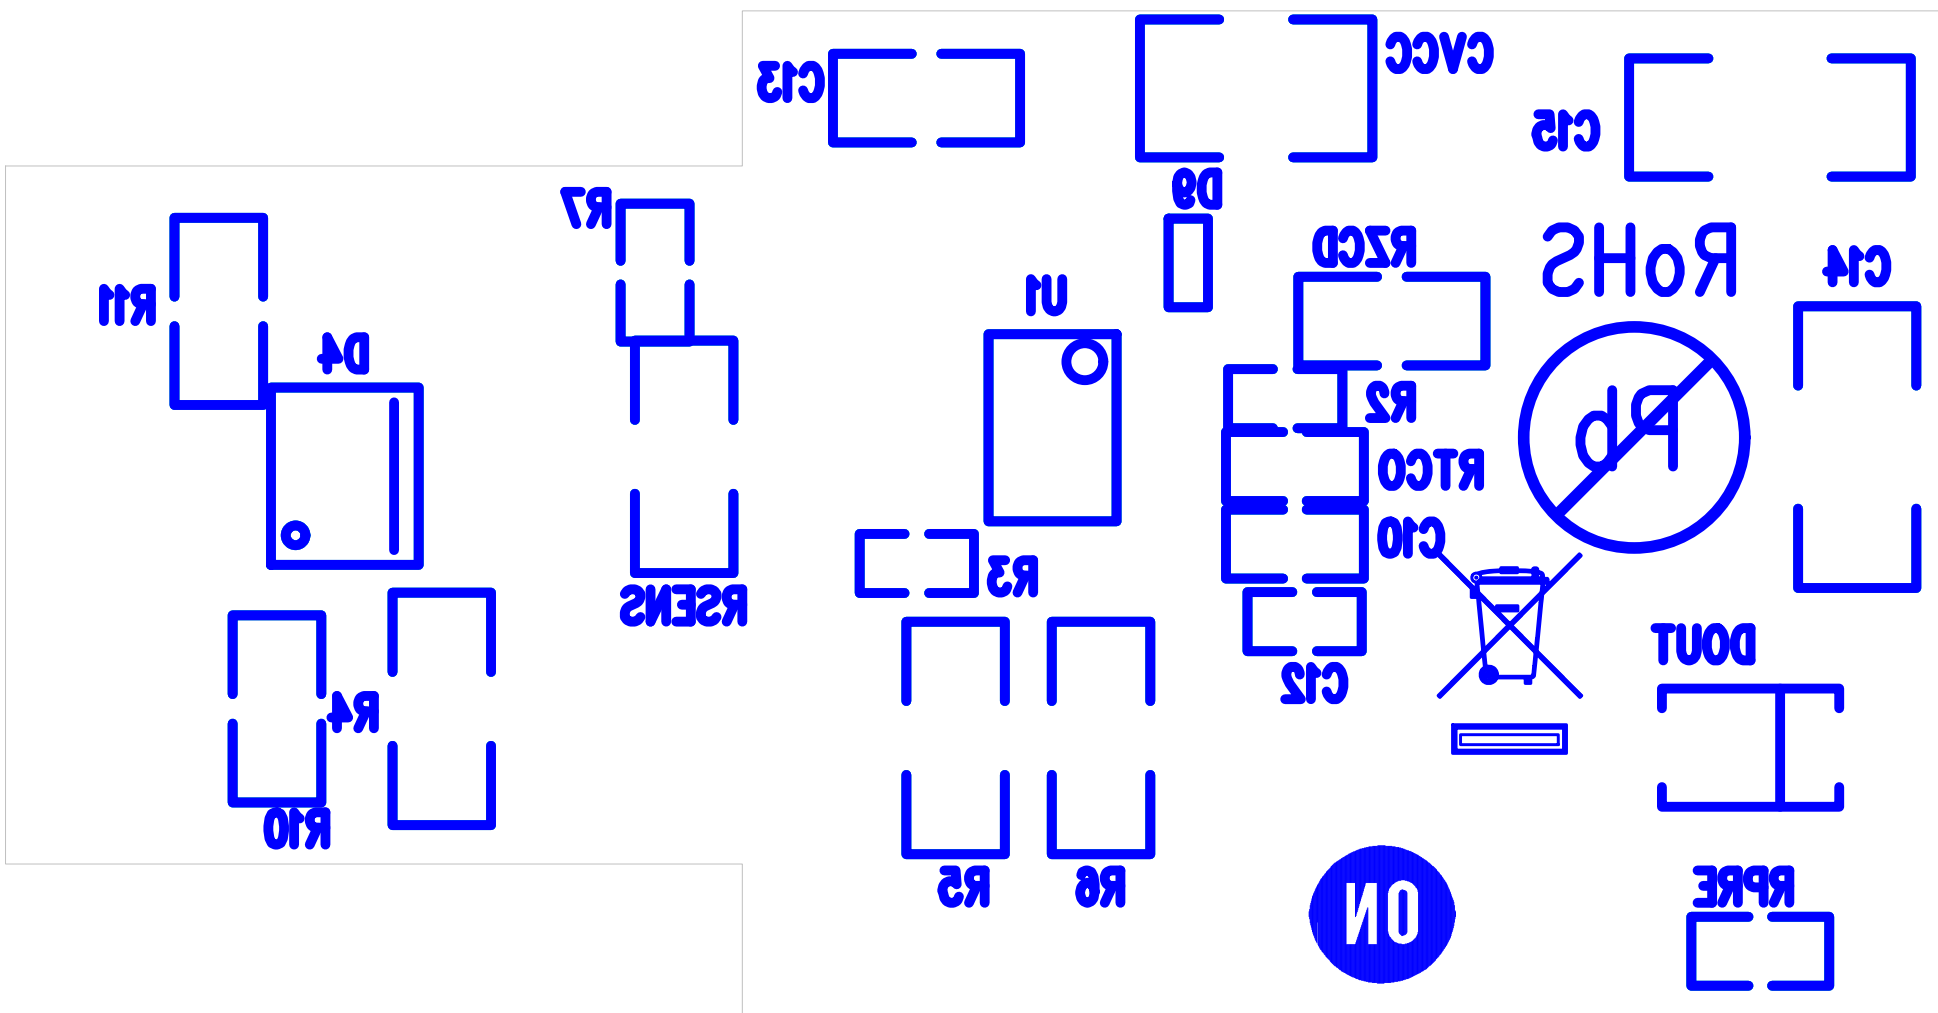 CVCC
C13
C15
D9
R7
RZCD
RoHS
C14
U1
R11
D4
R2
Pb
RTCO
C10
R3
RSENS
DOUT
C12
R4
R10
R5
R6
RPRE
ON